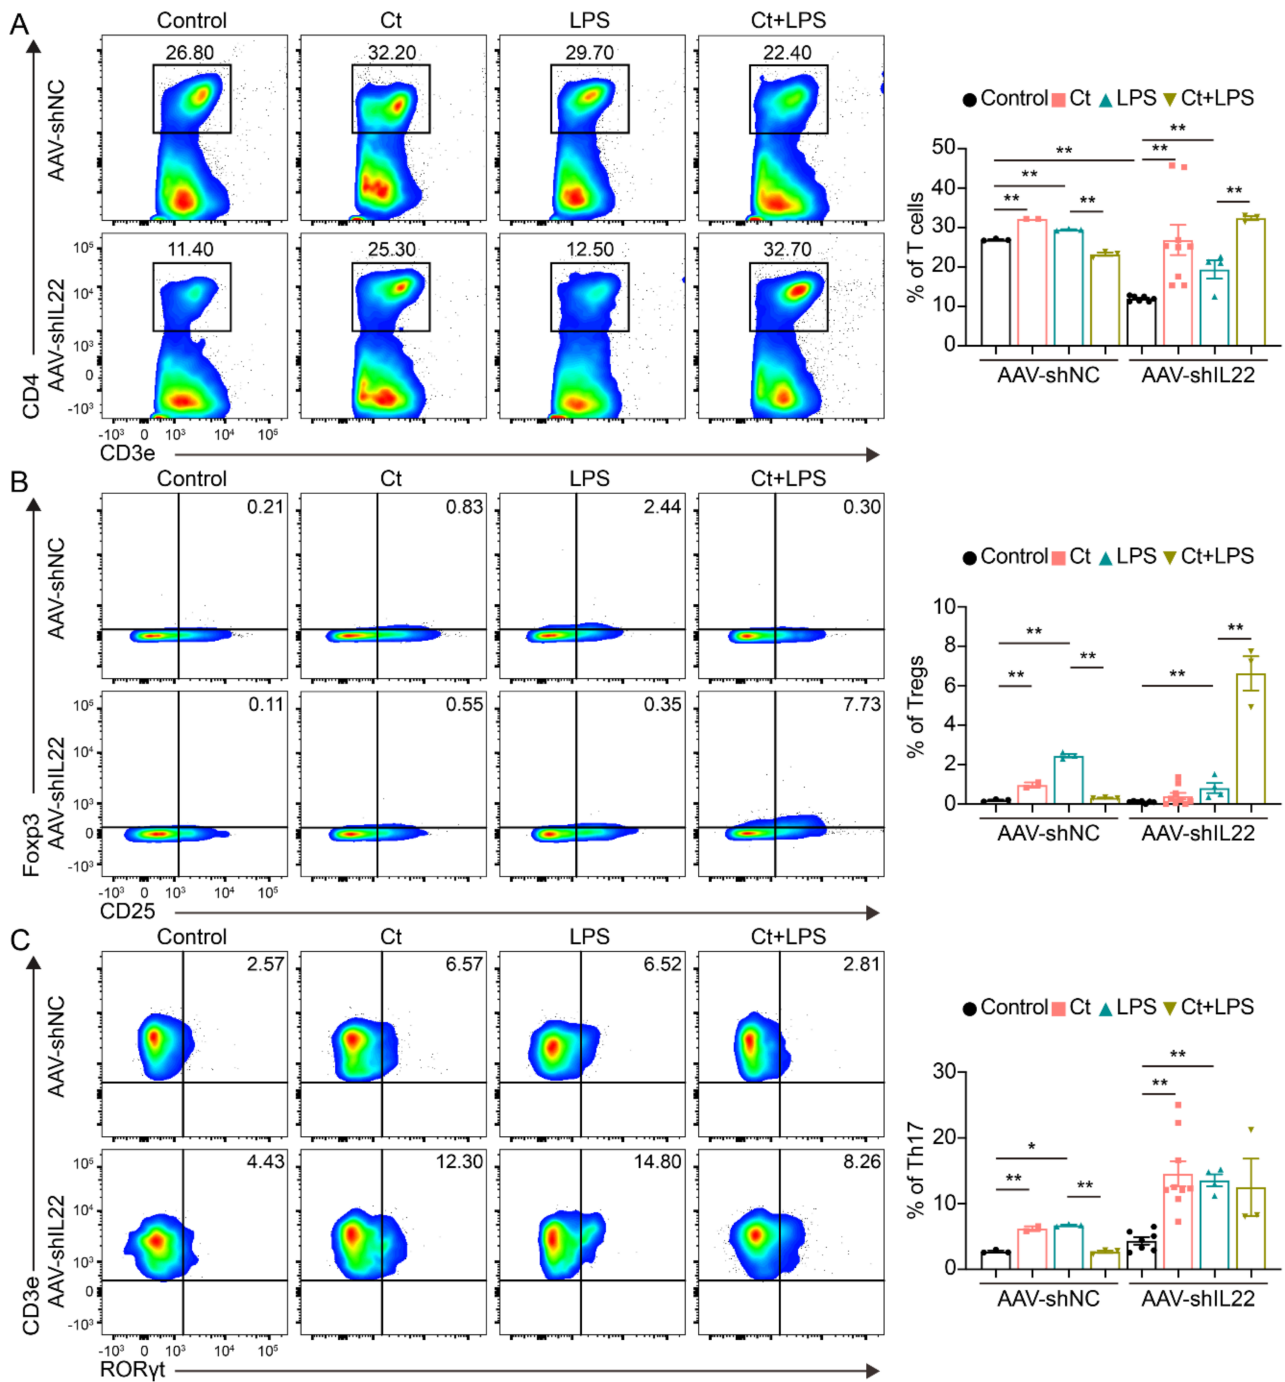 A
Control Ct LPS Ct+LPS
26.80 32.20 29.70 22.40
AAV-shNC
11.40 25.30 12.50 32.70
AAV-shIL22
CD4
10⁵
10⁴
10³
0
-10³
-10³ 0 10³ 10⁴ 10⁵
CD3e
Control Ct LPS Ct+LPS
% of T cells
50
40
30
20
10
0
** ** ** ** ** ** **
AAV-shNC AAV-shIL22
B
Control Ct LPS Ct+LPS
0.21 0.83 2.44 0.30
AAV-shNC
0.11 0.55 0.35 7.73
AAV-shIL22
Foxp3
10⁵
10⁴
10³
0
-10³
-10³ 0 10³ 10⁴ 10⁵
CD25
Control Ct LPS Ct+LPS
% of Tregs
10
8
6
4
2
0
** ** ** ** **
AAV-shNC AAV-shIL22
C
Control Ct LPS Ct+LPS
2.57 6.57 6.52 2.81
AAV-shNC
4.43 12.30 14.80 8.26
AAV-shIL22
CD3e
10⁵
10⁴
10³
0
-10³
-10³ 0 10³ 10⁴ 10⁵
RORγt
Control Ct LPS Ct+LPS
% of Th17
30
20
10
0
** * ** ** **
AAV-shNC AAV-shIL22